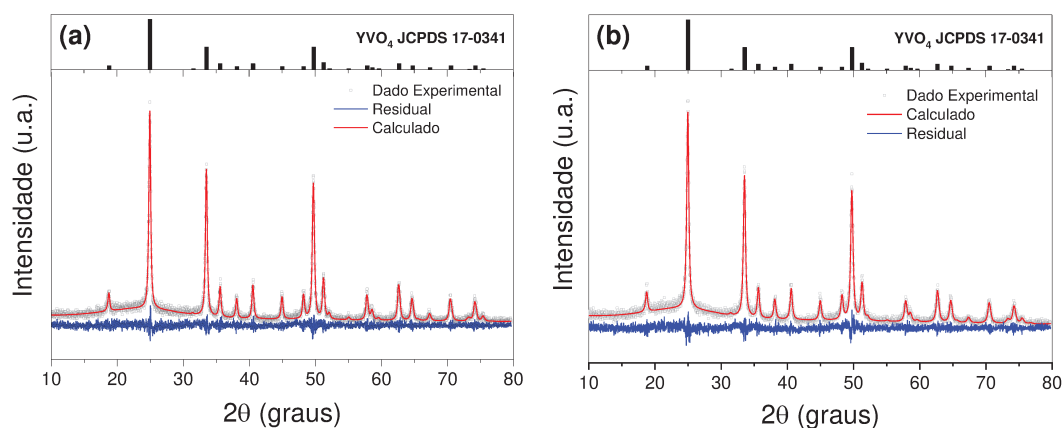 (a)
YVO₄ JCPDS 17-0341
Dado Experimental
Residual
Calculado
Intensidade (u.a.)
10 20 30 40 50 60 70 80
2θ (graus)
(b)
YVO₄ JCPDS 17-0341
Dado Experimental
Calculado
Residual
Intensidade (u.a.)
10 20 30 40 50 60 70 80
2θ (graus)